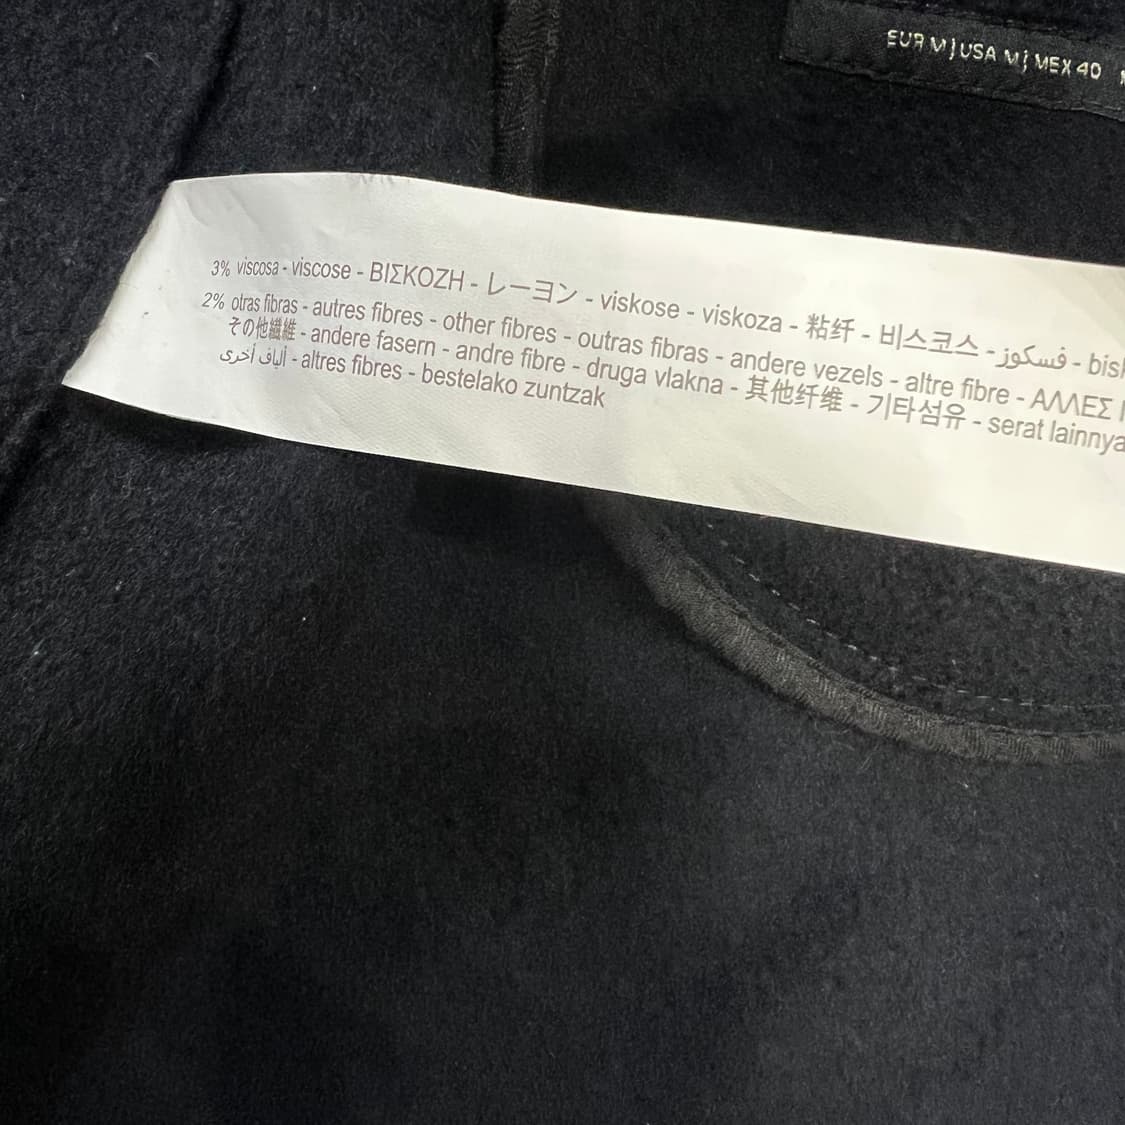 EUR M | USA M | MEX 40
3% viscosa - viscose - ΒΙΣΚΟΖΗ - レーヨン - viskose - viskoza - 粘纤 - 비스코스 - فسكوز -
2% otras fibras - autres fibres - other fibres - outras fibras - andere vezels - altre fibre - ΑΛΛΕΣ
その他繊維 - andere fasern - andre fibre - druga vlakna - 其他纤维 - 기타섬유 - serat lainnya
ألياف أخرى - altres fibres - bestelako zuntzak